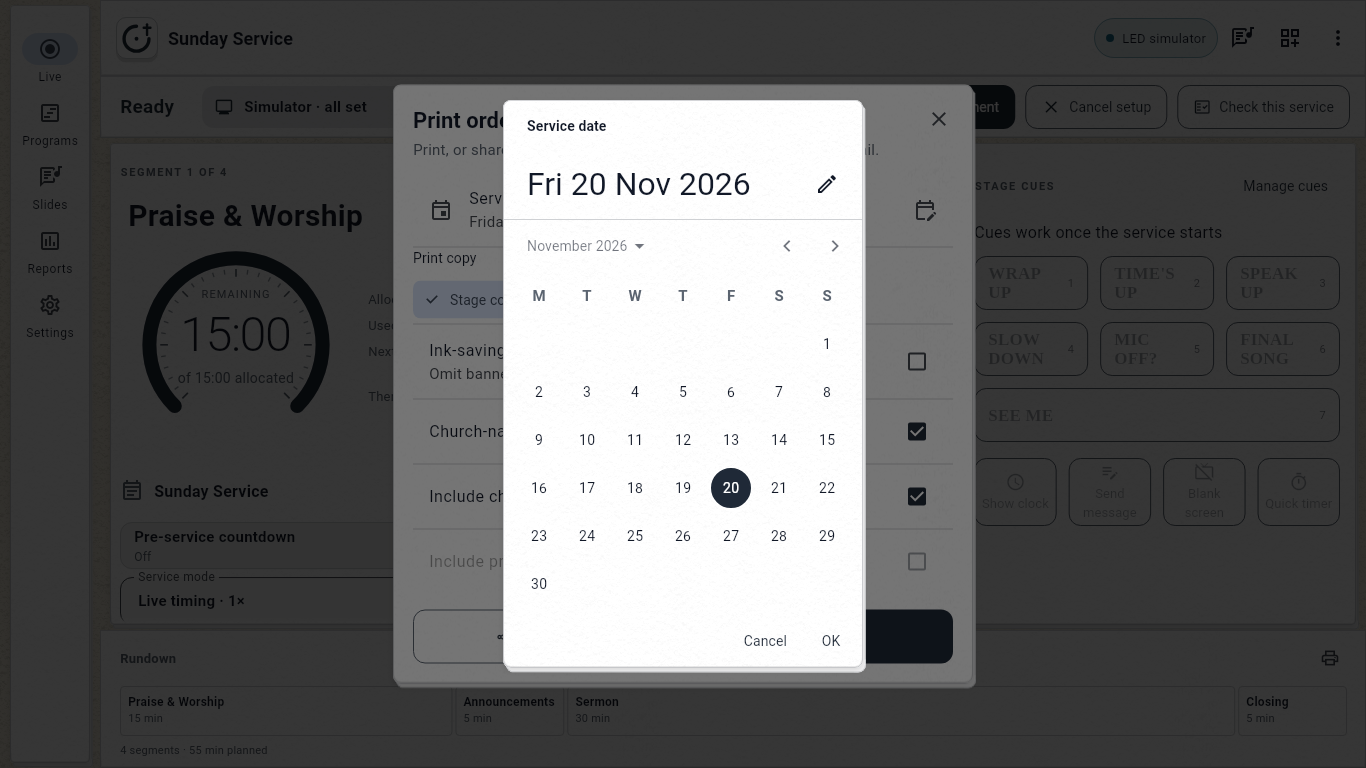 Sunday Service
LED simulator
Live
Programs
Slides
Reports
Settings
Ready
Simulator · all set
Cancel setup
Check this service
SEGMENT 1 OF 4
Praise & Worship
REMAINING
15:00
of 15:00 allocated
Sunday Service
Pre-service countdown
Off
Service mode
Live timing · 1×
Print
Print, or
Print copy
Stage
Omit
Include
Include
Service date
Fri 20 Nov 2026
November 2026
M T W T F S S
1
2 3 4 5 6 7 8
9 10 11 12 13 14 15
16 17 18 19 20 21 22
23 24 25 26 27 28 29
30
Cancel OK
STAGE CUES
Manage cues
Cues work once the service starts
WRAP UP 1
TIME'S UP 2
SPEAK UP 3
SLOW DOWN 4
MIC OFF? 5
FINAL SONG 6
SEE ME 7
Show clock
Send message
Blank screen
Quick timer
Rundown
Praise & Worship
15 min
Announcements
5 min
Sermon
30 min
Closing
5 min
4 segments · 55 min planned